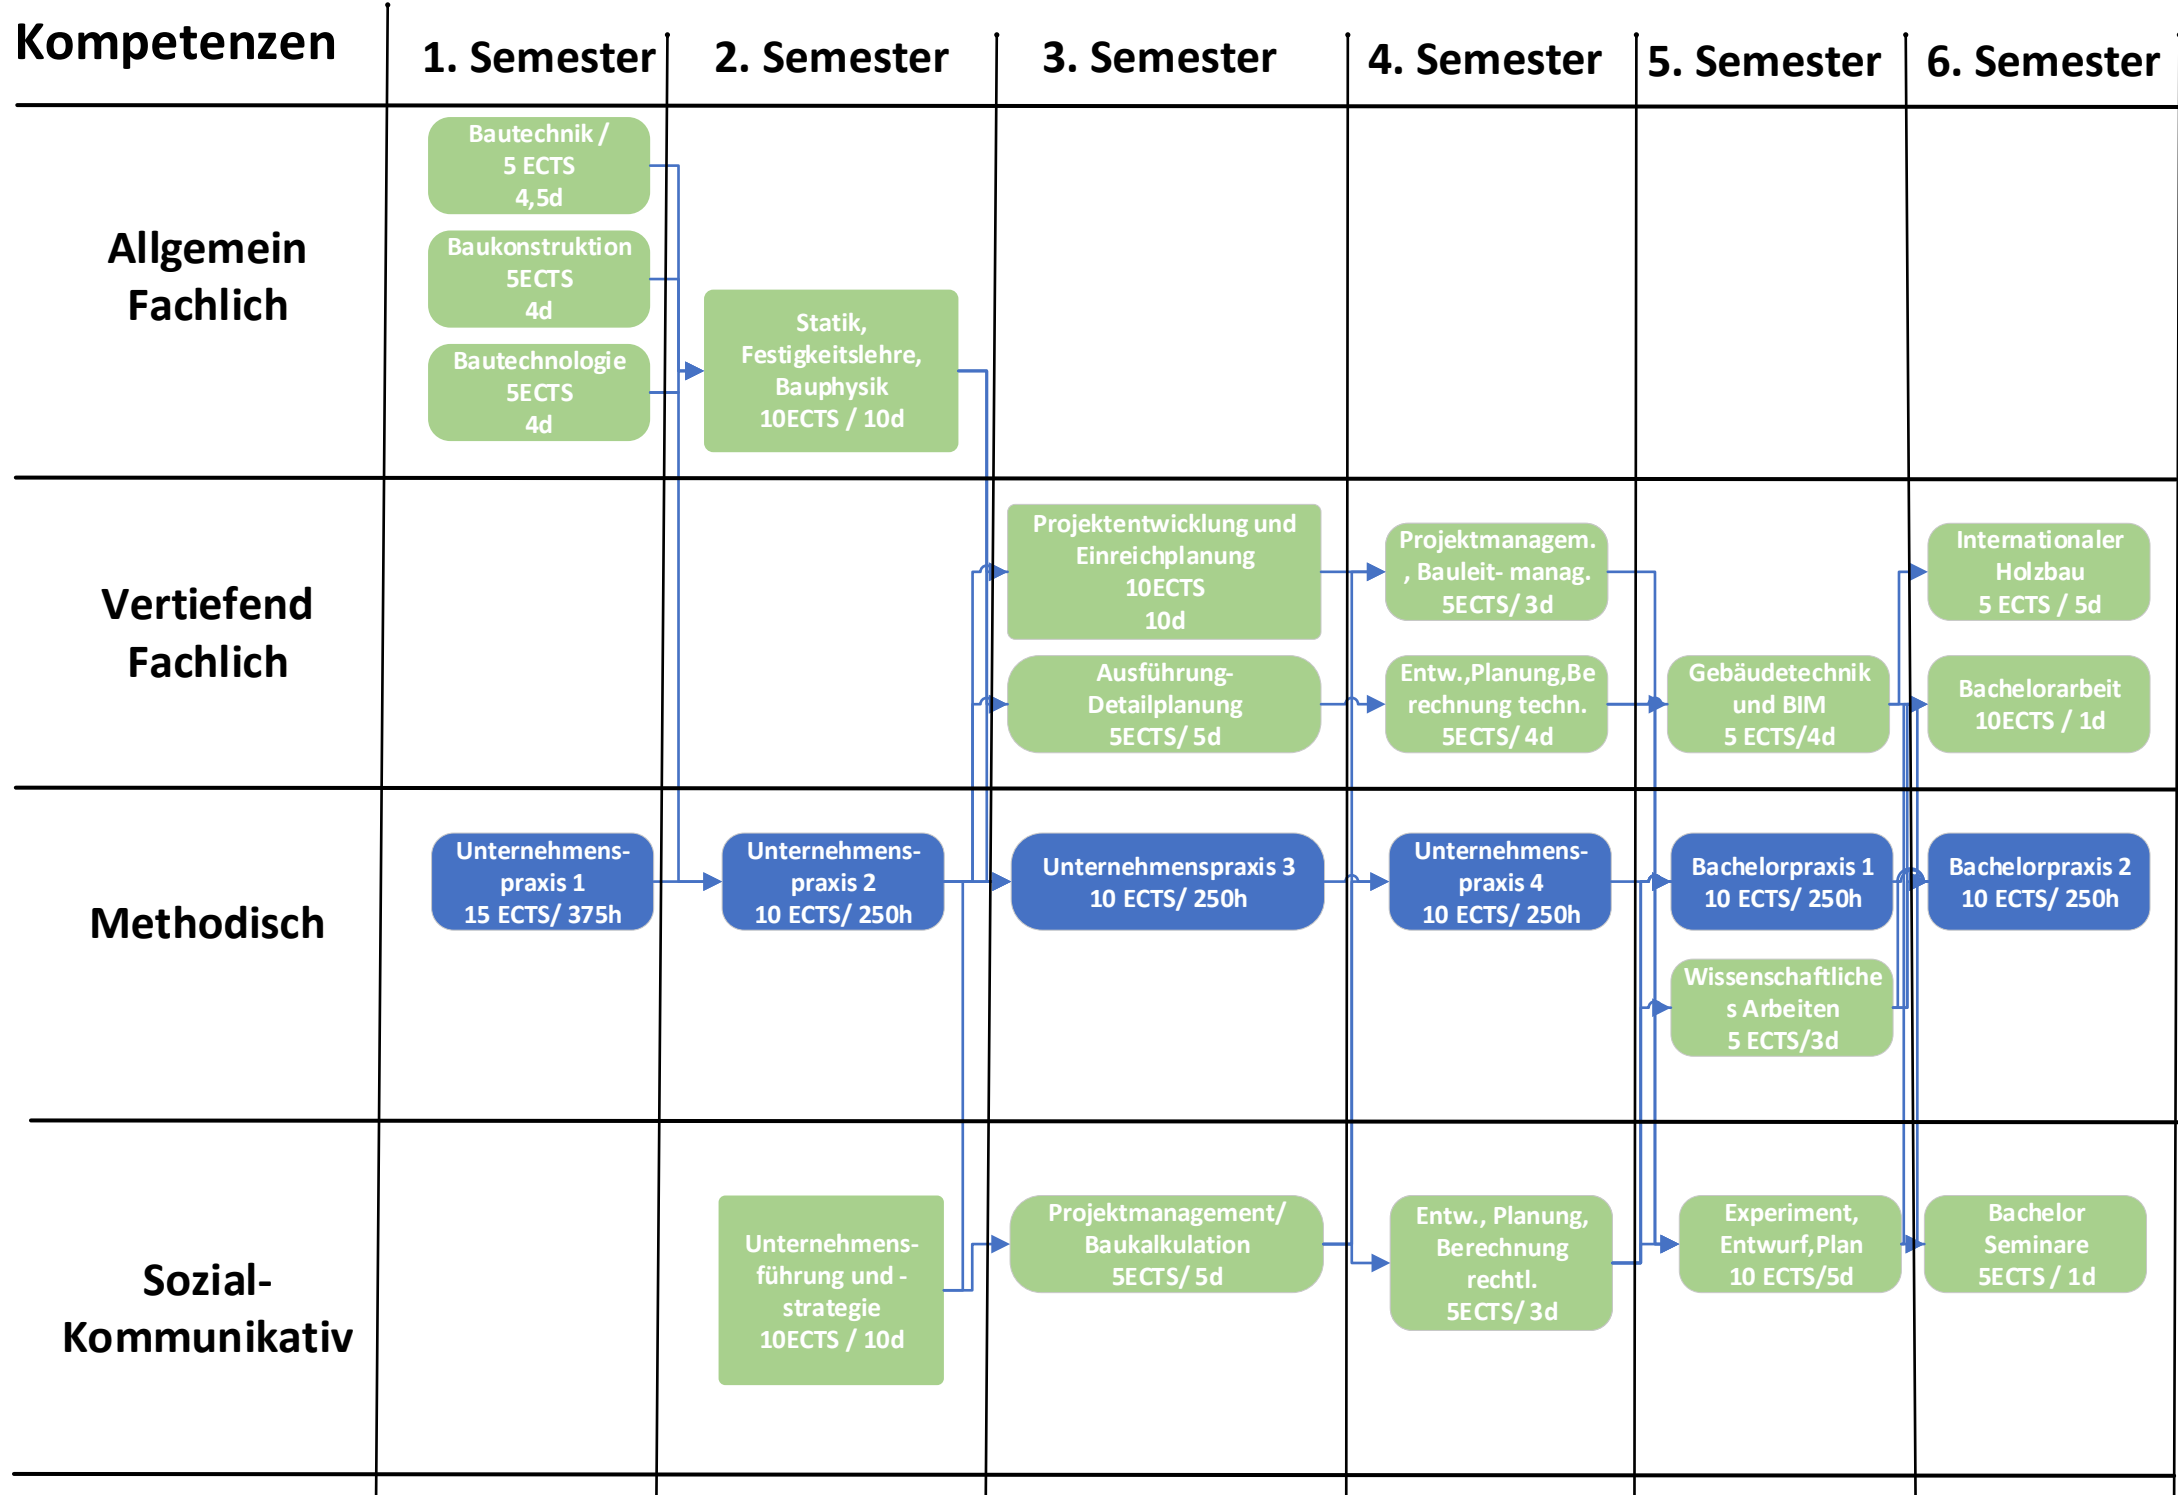 Kompetenzen
1. Semester
2. Semester
3. Semester
4. Semester
5. Semester
6. Semester
Allgemein
Fachlich
Bautechnik /
5 ECTS
4,5d
Baukonstruktion
5ECTS
4d
Bautechnologie
5ECTS
4d
Statik,
Festigkeitslehre,
Bauphysik
10ECTS / 10d
Vertiefend
Fachlich
Projektentwicklung und
Einreichplanung
10ECTS
10d
Ausführung-
Detailplanung
5ECTS/ 5d
Projektmanagem.
, Bauleit- manag.
5ECTS/ 3d
Entw.,Planung,Be
rechnung techn.
5ECTS/ 4d
Gebäudetechnik
und BIM
5 ECTS/4d
Internationaler
Holzbau
5 ECTS / 5d
Bachelorarbeit
10ECTS / 1d
Methodisch
Unternehmens-
praxis 1
15 ECTS/ 375h
Unternehmens-
praxis 2
10 ECTS/ 250h
Unternehmenspraxis 3
10 ECTS/ 250h
Unternehmens-
praxis 4
10 ECTS/ 250h
Bachelorpraxis 1
10 ECTS/ 250h
Wissenschaftliche
s Arbeiten
5 ECTS/3d
Bachelorpraxis 2
10 ECTS/ 250h
Sozial-
Kommunikativ
Unternehmens-
führung und -
strategie
10ECTS / 10d
Projektmanagement/
Baukalkulation
5ECTS/ 5d
Entw., Planung,
Berechnung
rechtl.
5ECTS/ 3d
Experiment,
Entwurf,Plan
10 ECTS/5d
Bachelor
Seminare
5ECTS / 1d